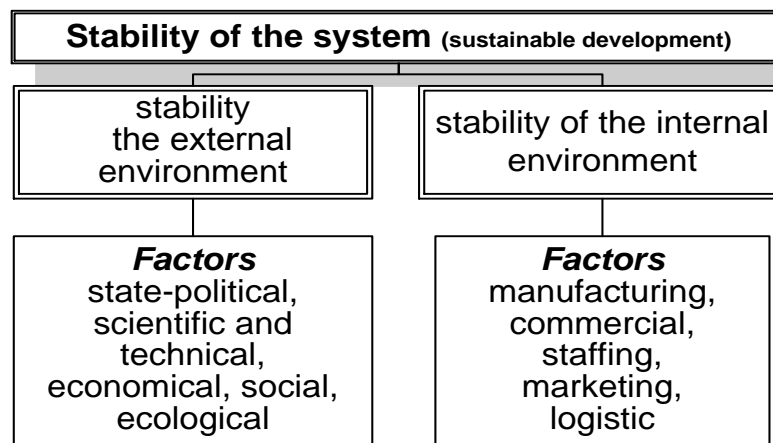 Stability of the system (sustainable development)
stability
the external
environment
stability of the internal
environment
Factors
state-political,
scientific and
technical,
economical, social,
ecological
Factors
manufacturing,
commercial,
staffing,
marketing,
logistic